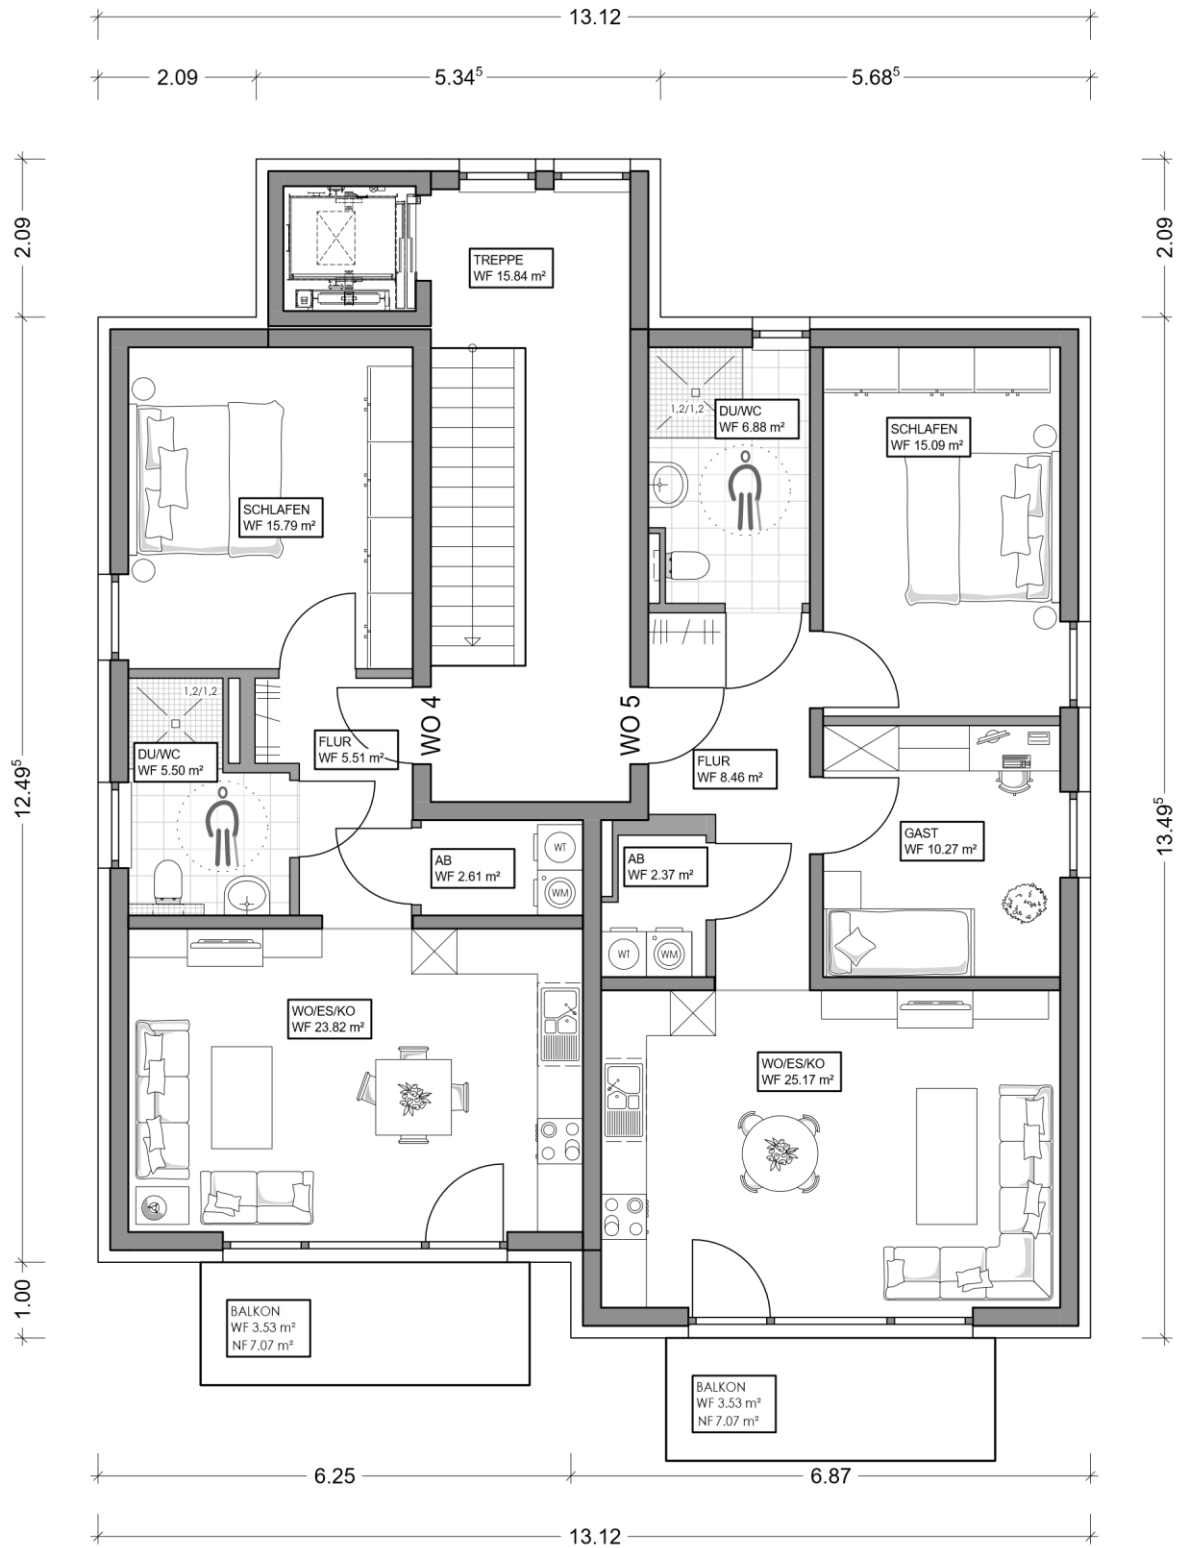 13.12
2.09
5.34⁵
5.68⁵
2.09
2.09
TREPPE
WF 15.84 m²
1,2/1,2
DU/WC
WF 6.88 m²
SCHLAFEN
WF 15.09 m²
SCHLAFEN
WF 15.79 m²
1,2/1,2
WO 4
WO 5
FLUR
WF 5.51 m²
DU/WC
WF 5.50 m²
FLUR
WF 8.46 m²
12.49⁵
13.49⁵
GAST
WF 10.27 m²
AB
WF 2.61 m²
WT
WM
AB
WF 2.37 m²
WT
WM
WO/ES/KO
WF 23.82 m²
WO/ES/KO
WF 25.17 m²
1.00
BALKON
WF 3.53 m²
NF 7.07 m²
BALKON
WF 3.53 m²
NF 7.07 m²
6.25
6.87
13.12